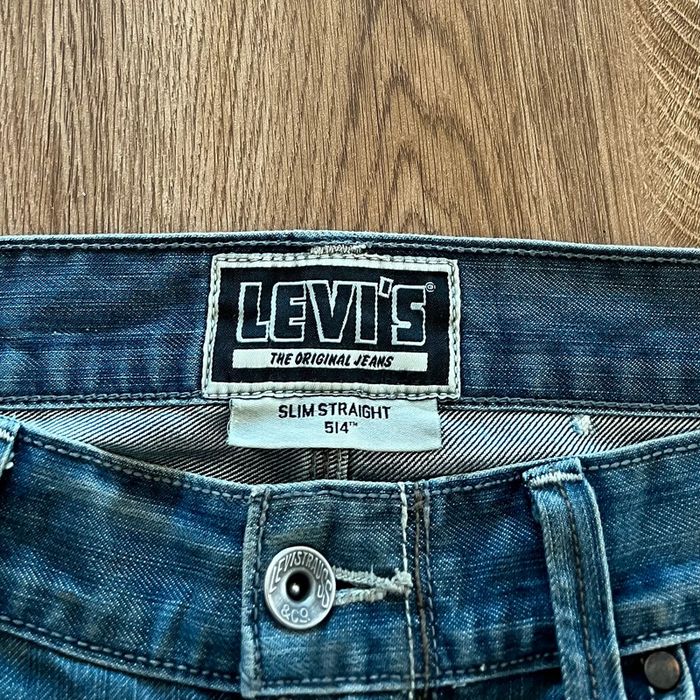 LEVI'S®
THE ORIGINAL JEANS
SLIM STRAIGHT
514™
LEVI STRAUSS
& CO